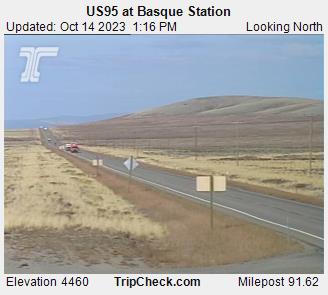 US95 at Basque Station
Updated: Oct 14 2023 1:16 PM Looking North
Elevation 4460 TripCheck.com Milepost 91.62